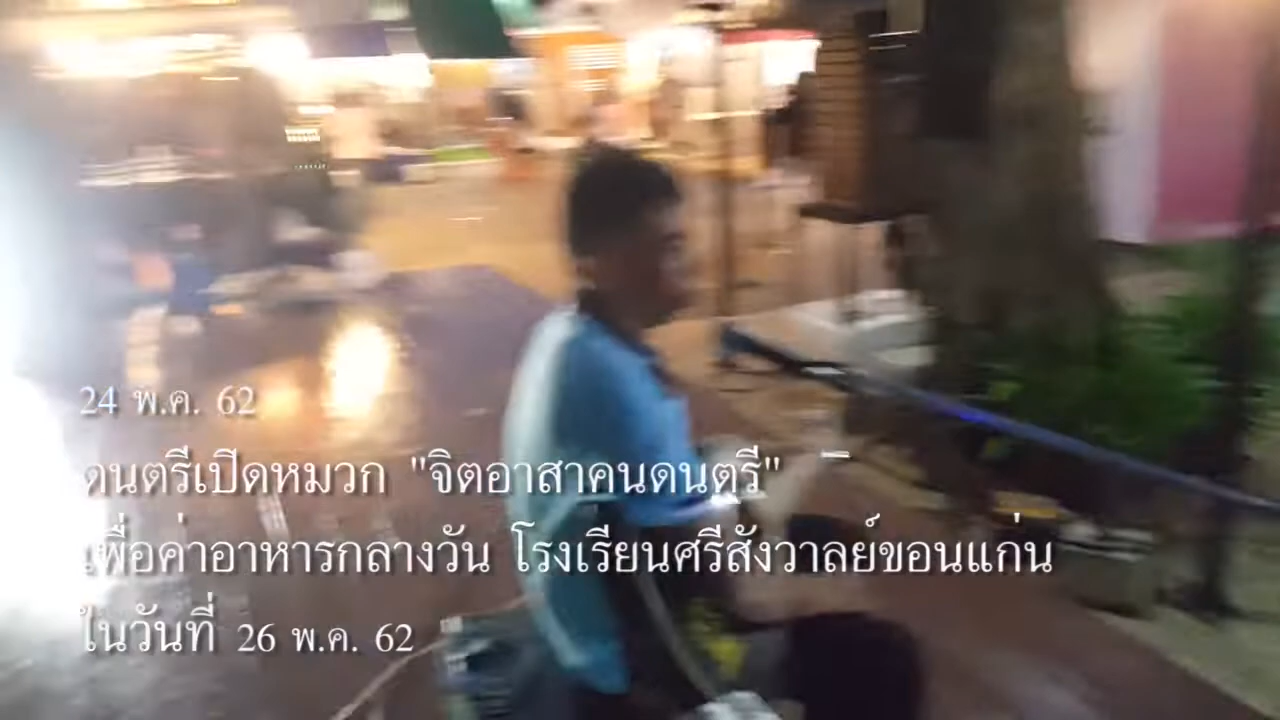 24 พ.ค. 62
ดนตรีเปิดหมวก "จิตอาสาคนดนตรี"
เพื่อค่าอาหารกลางวัน โรงเรียนศรีสังวาลย์ขอนแก่น
ในวันที่ 26 พ.ค. 62